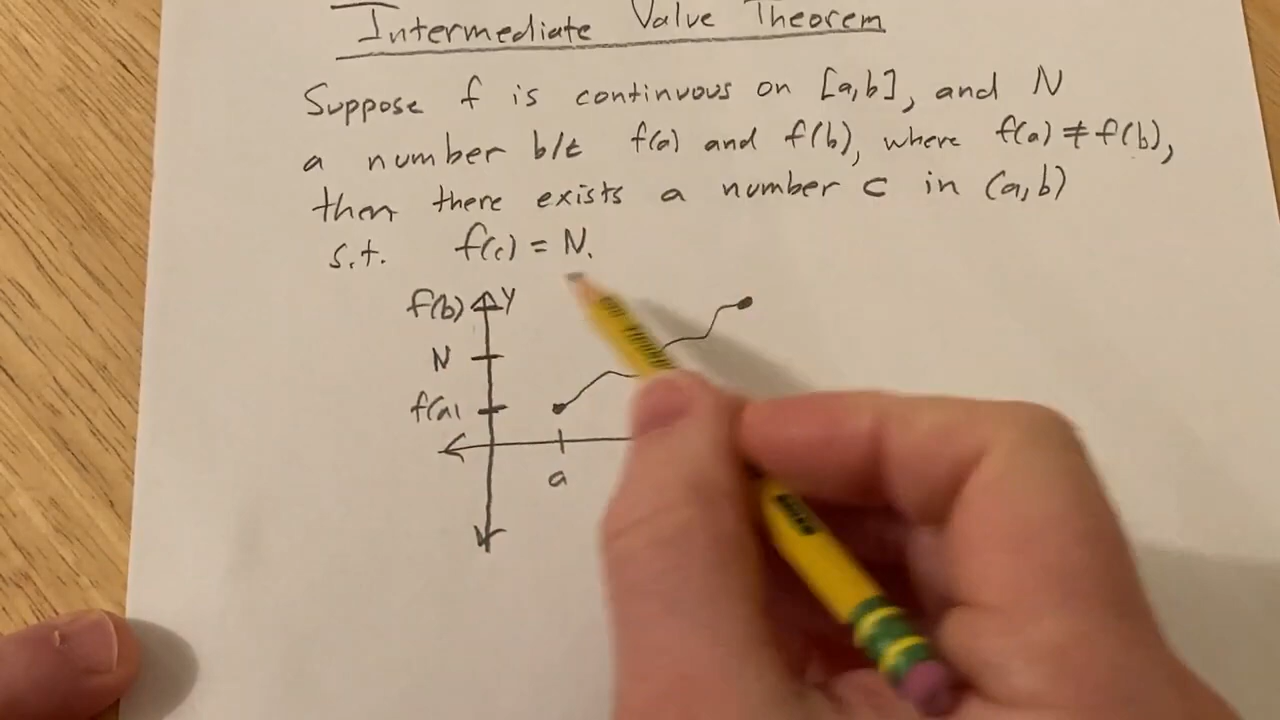 Intermediate Value Theorem
Suppose f is continuous on [a,b], and N
a number b/t f(a) and f(b), where f(a) ≠ f(b),
then there exists a number c in (a,b)
s.t. f(c) = N.
f(b) y
N
f(a)
a